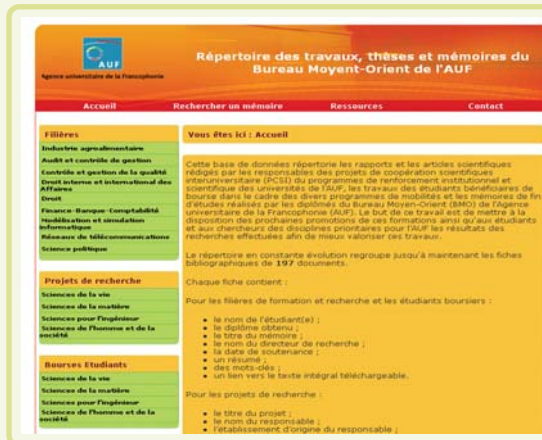 AUF
Agence universitaire de la Francophonie
Répertoire des travaux, thèses et mémoires du
Bureau Moyent-Orient de l'AUF
Accueil
Rechercher un mémoire
Ressources
Contact
Filières
Industrie agroalimentaire
Audit et contrôle de gestion
Contrôle et gestion de la qualité
Droit interne et international des
Affaires
Droit
Finance-Banque-Comptabilité
Modélisation et simulation
informatique
Réseaux de télécommunications
Science politique
Projets de recherche
Sciences de la vie
Sciences de la matière
Sciences pour l'ingénieur
Sciences de l'homme et de la
société
Bourses Etudiants
Sciences de la vie
Sciences de la matière
Sciences pour l'ingénieur
Sciences de l'homme et de la
société
Vous êtes ici : Accueil
Cette base de données répertorie les rapports et les articles scientifiques
rédigés par les responsables des projets de coopération scientifiques
interuniversitaire (PCSI) du programmes de renforcement institutionnel et
scientifique des universités de l'AUF, les travaux des étudiants bénéficiaires de
bourse dans le cadre des divers programmes de mobilités et les mémoires de fin
d'études réalisés par les diplômés du Bureau Moyen-Orient (BMO) de l'Agence
universitaire de la Francophonie (AUF). Le but de ce travail est de mettre à la
disposition des prochaines promotions de ces formations ainsi qu'aux étudiants
et aux chercheurs des disciplines prioritaires pour l'AUF les résultats des
recherches effectuées afin de mieux valoriser ces travaux.
Le répertoire en constante évolution regroupe jusqu'à maintenant les fiches
bibliographiques de 197 documents.
Chaque fiche contient :
Pour les filières de formation et recherche et les étudiants boursiers :
• le nom de l'étudiant(e) ;
• le diplôme obtenu ;
• le titre du mémoire ;
• le nom du directeur de recherche ;
• la date de soutenance ;
• un résumé ;
• des mots-clés ;
• un lien vers le texte intégral téléchargeable.
Pour les projets de recherche :
• le titre du projet ;
• le nom du responsable ;
• l'établissement d'origine du responsable ;